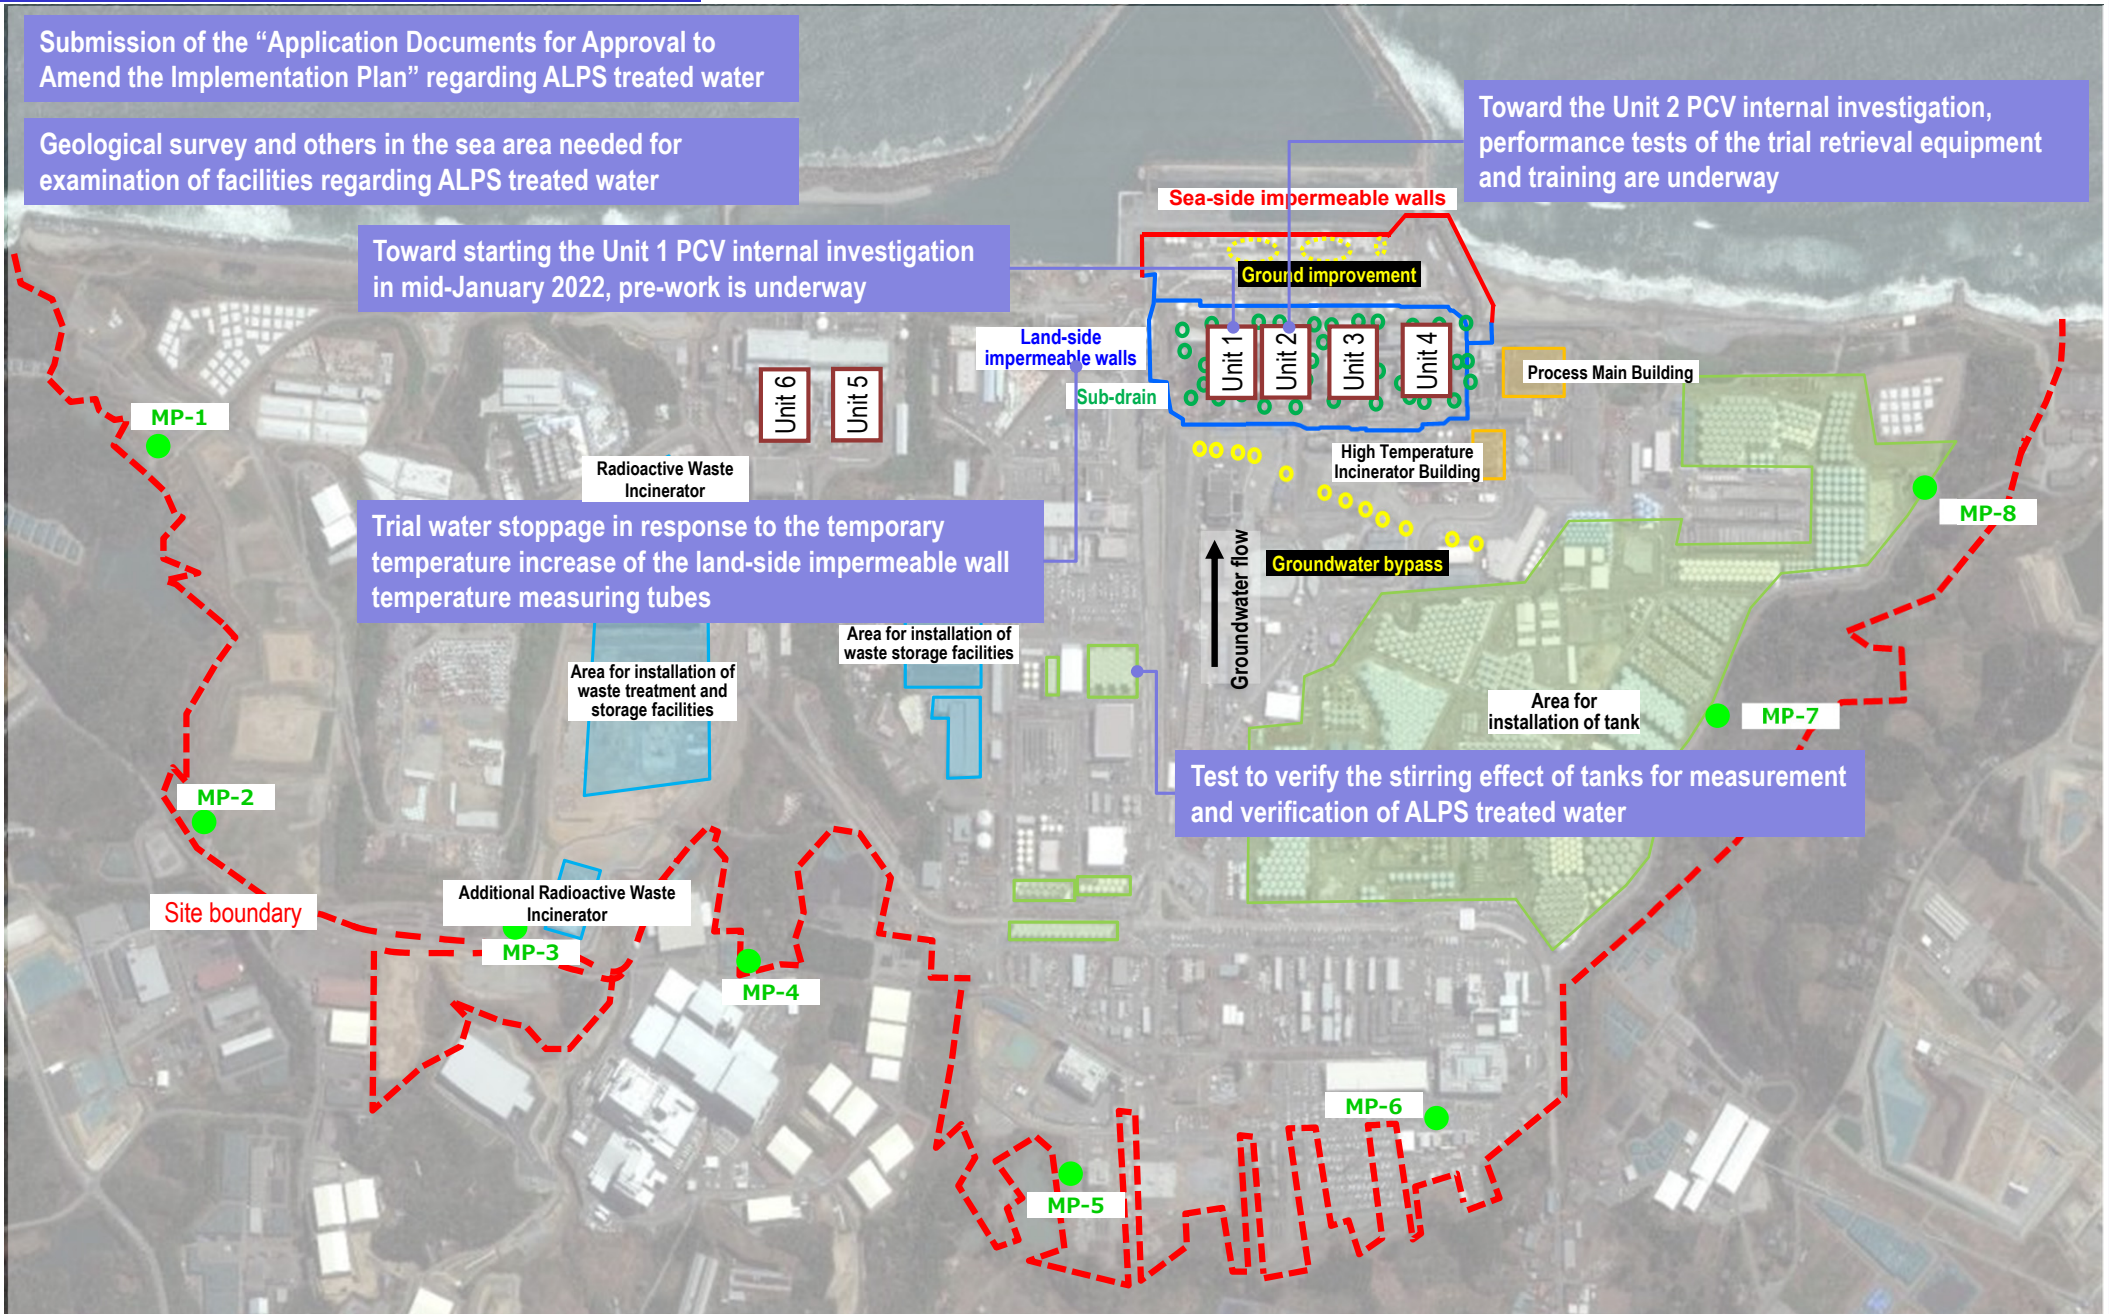 Submission of the “Application Documents for Approval to
Amend the Implementation Plan” regarding ALPS treated water
Geological survey and others in the sea area needed for
examination of facilities regarding ALPS treated water
Toward the Unit 2 PCV internal investigation,
performance tests of the trial retrieval equipment
and training are underway
Sea-side impermeable walls
Toward starting the Unit 1 PCV internal investigation
in mid-January 2022, pre-work is underway
Ground improvement
Land-side
impermeable walls
Sub-drain
Unit 1
Unit 2
Unit 3
Unit 4
Unit 6
Unit 5
Process Main Building
High Temperature
Incinerator Building
MP-1
Radioactive Waste
Incinerator
MP-8
Trial water stoppage in response to the temporary
temperature increase of the land-side impermeable wall
temperature measuring tubes
Groundwater flow
Groundwater bypass
Area for installation of
waste storage facilities
Area for installation of
waste treatment and
storage facilities
Area for
installation of tank
MP-7
Test to verify the stirring effect of tanks for measurement
and verification of ALPS treated water
MP-2
Site boundary
Additional Radioactive Waste
Incinerator
MP-3
MP-4
MP-6
MP-5